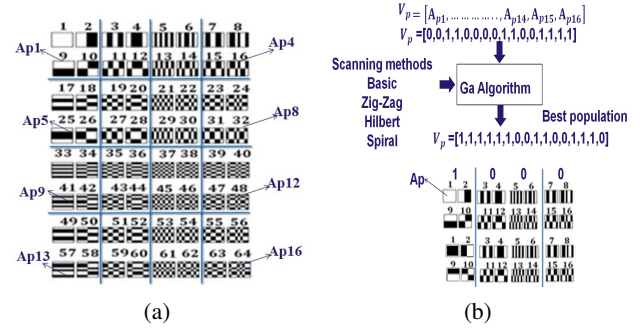 1 2 3 4 5 6 7 8
Ap1 Ap4
9 10 11 12 13 14 15 16
17 18 19 20 21 22 23 24
Ap5 25 26 27 28 29 30 31 32 Ap8
33 34 35 36 37 38 39 40
Ap9 41 42 43 44 45 46 47 48 Ap12
49 50 51 52 53 54 55 56
Ap13 57 58 59 60 61 62 63 64 Ap16
(a)
V_p = [A_p1, ................, A_p14, A_p15, A_p16]
V_p=[0,0,1,1,0,0,0,0,1,1,0,0,1,1,1,1]
Scanning methods
Basic
Zig-Zag
Hilbert
Spiral
Ga Algorithm
Best population
V_p=[1,1,1,1,1,1,0,0,1,1,0,0,1,1,1,0]
1 0 0 0
Ap
1 2 3 4 5 6 7 8
9 10 11 12 13 14 15 16
1 2 3 4 5 6 7 8
9 10 11 12 13 14 15 16
(b)